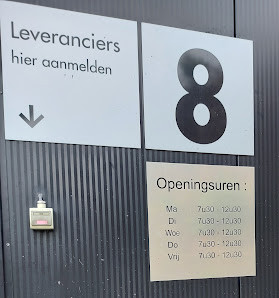 Leveranciers
hier aanmelden
8
Openingsuren :
Ma 7u30 - 12u30
Di 7u30 - 12u30
Woe 7u30 - 12u30
Do 7u30 - 12u30
Vrij 7u30 - 12u30